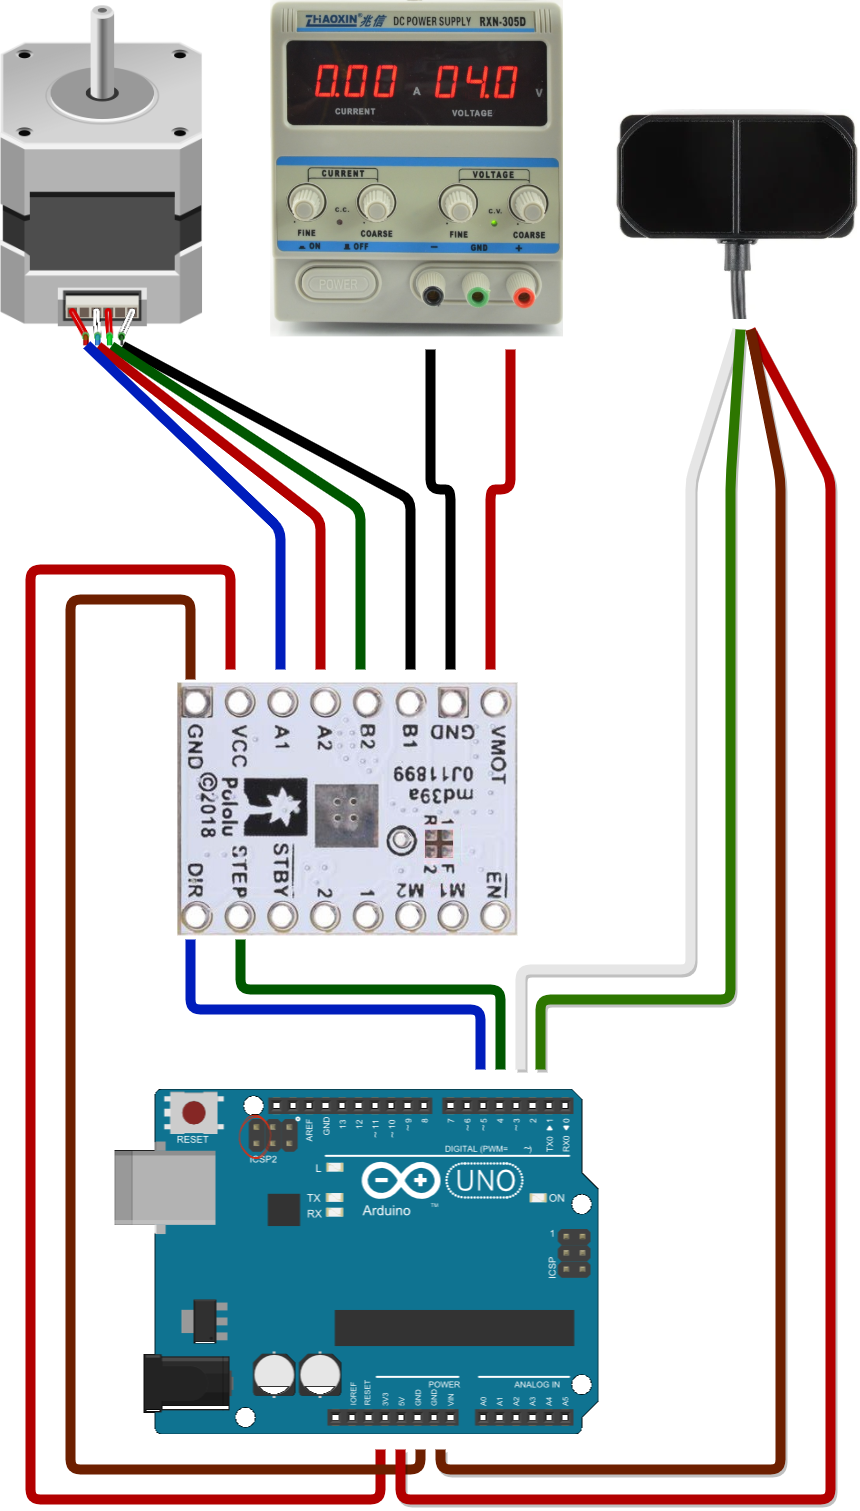 ZHAOXIN® 兆信 DC POWER SUPPLY RXN-305D
0.00 A 04.0 V
CURRENT VOLTAGE
CURRENT VOLTAGE
C.C. C.V.
FINE COARSE FINE COARSE
ON OFF − GND +
POWER
GND VCC A1 A2 B2 B1 GND VMOT
©2018
Pololu
md39a
0J11899
R 1
2 F
DIR STEP STBY 2 1 M2 M1 EN
RESET
ICSP2
AREF GND 13 12 ~11 ~10 ~9 8 7 ~6 ~5 4 ~3 2 TX0 ▶ 1 RX0 ◀ 0
DIGITAL (PWM= ~)
L
TX
RX
UNO
Arduino™
ON
1
ICSP
POWER ANALOG IN
IOREF RESET 3V3 5V GND GND VIN A0 A1 A2 A3 A4 A5